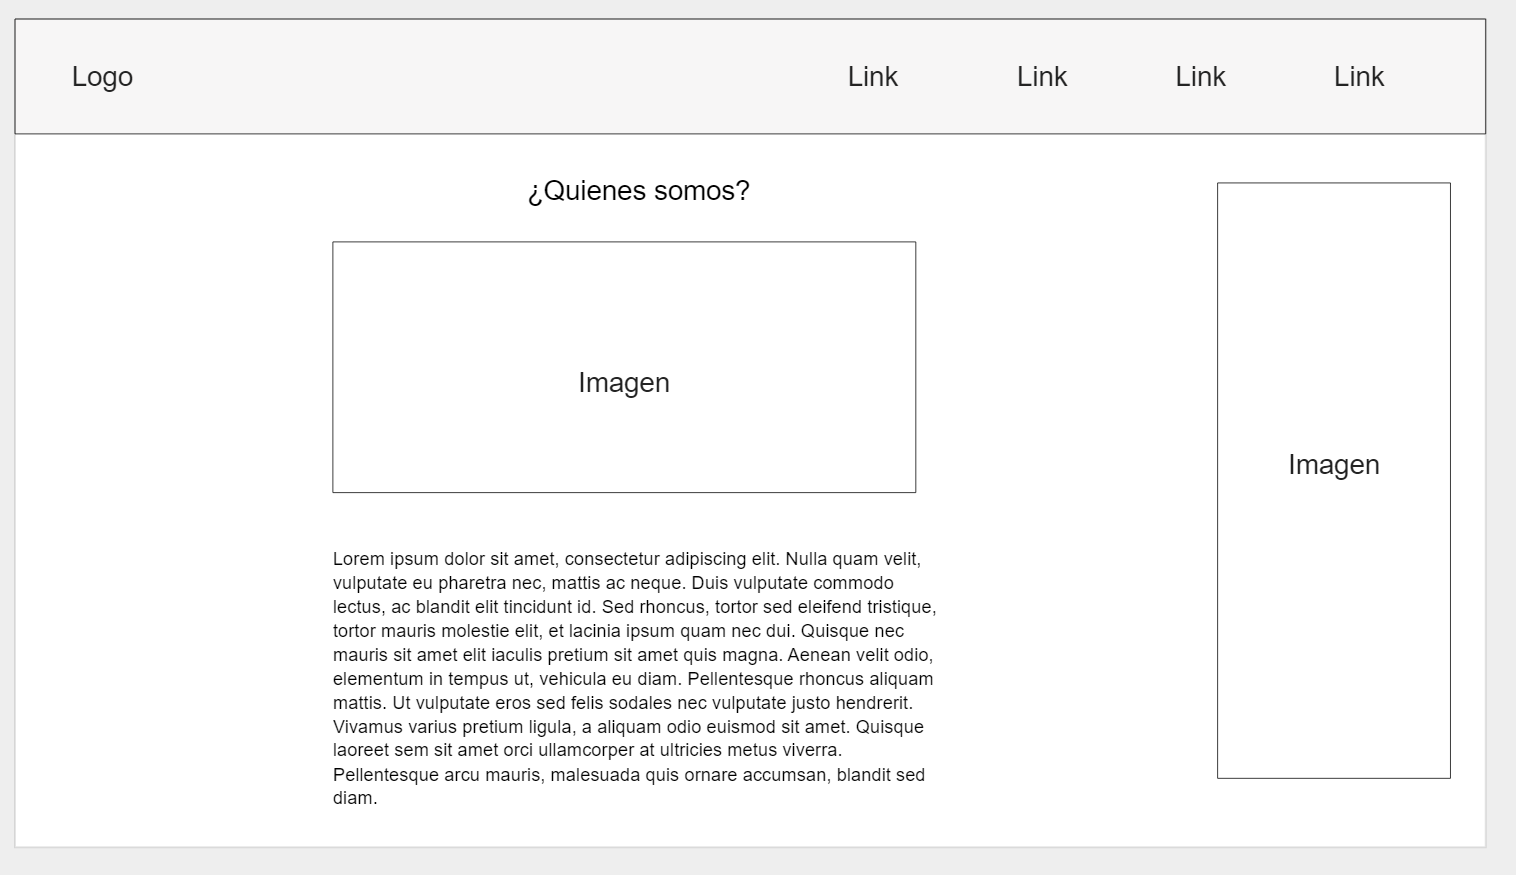 Logo
Link
Link
Link
Link
¿Quienes somos?
Imagen
Lorem ipsum dolor sit amet, consectetur adipiscing elit. Nulla quam velit,
vulputate eu pharetra nec, mattis ac neque. Duis vulputate commodo
lectus, ac blandit elit tincidunt id. Sed rhoncus, tortor sed eleifend tristique,
tortor mauris molestie elit, et lacinia ipsum quam nec dui. Quisque nec
mauris sit amet elit iaculis pretium sit amet quis magna. Aenean velit odio,
elementum in tempus ut, vehicula eu diam. Pellentesque rhoncus aliquam
mattis. Ut vulputate eros sed felis sodales nec vulputate justo hendrerit.
Vivamus varius pretium ligula, a aliquam odio euismod sit amet. Quisque
laoreet sem sit amet orci ullamcorper at ultricies metus viverra.
Pellentesque arcu mauris, malesuada quis ornare accumsan, blandit sed
diam.
Imagen